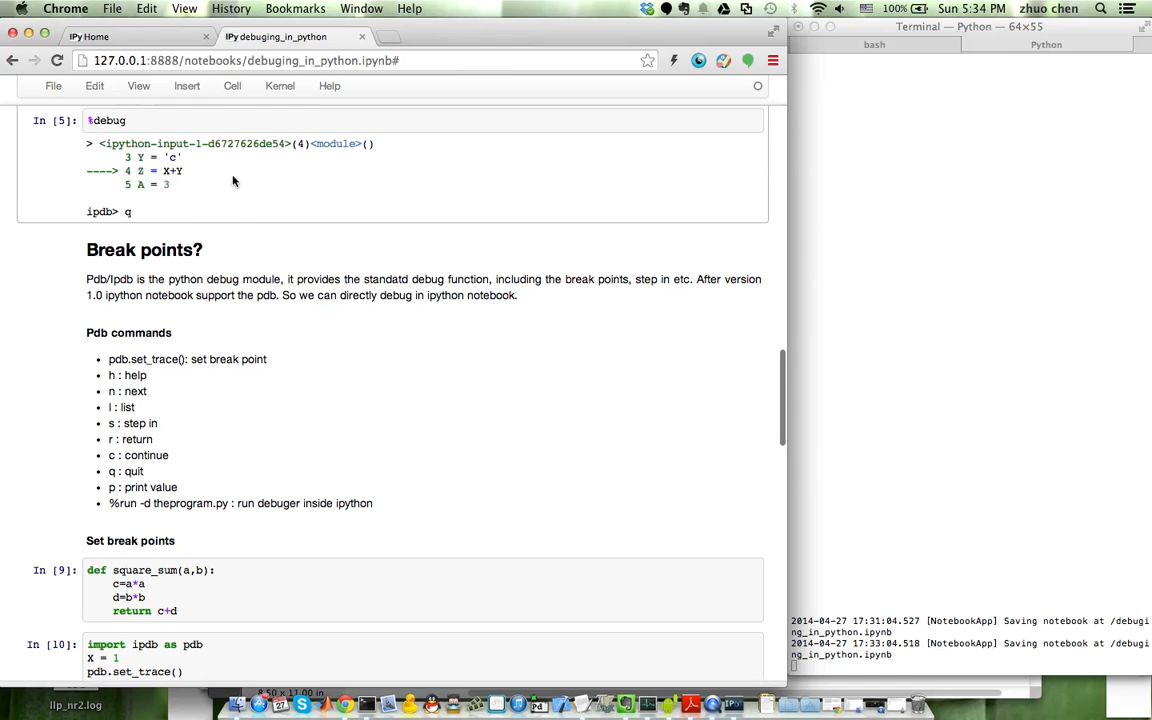 Chrome File Edit View History Bookmarks Window Help 100% Sun 5:34 PM zhuo chen
IPy Home
IPy debuging_in_python
Terminal — Python — 64×55
bash
Python
127.0.0.1:8888/notebooks/debuging_in_python.ipynb#
File Edit View Insert Cell Kernel Help
In [5]: %debug
> <ipython-input-1-d6727626de54>(4)<module>()
3 Y = 'c'
----> 4 Z = X+Y
5 A = 3
ipdb> q
Break points?
Pdb/Ipdb is the python debug module, it provides the standatd debug function, including the break points, step in etc. After version
1.0 ipython notebook support the pdb. So we can directly debug in ipython notebook.
Pdb commands
• pdb.set_trace(): set break point
• h : help
• n : next
• l : list
• s : step in
• r : return
• c : continue
• q : quit
• p : print value
• %run -d theprogram.py : run debuger inside ipython
Set break points
In [9]: def square_sum(a,b):
c=a*a
d=b*b
return c+d
In [10]: import ipdb as pdb
X = 1
pdb.set_trace()
2014-04-27 17:31:04.527 [NotebookApp] Saving notebook at /debugi
ng_in_python.ipynb
2014-04-27 17:33:04.518 [NotebookApp] Saving notebook at /debugi
ng_in_python.ipynb
8.50 x 11.00 in
llp_nr2.log